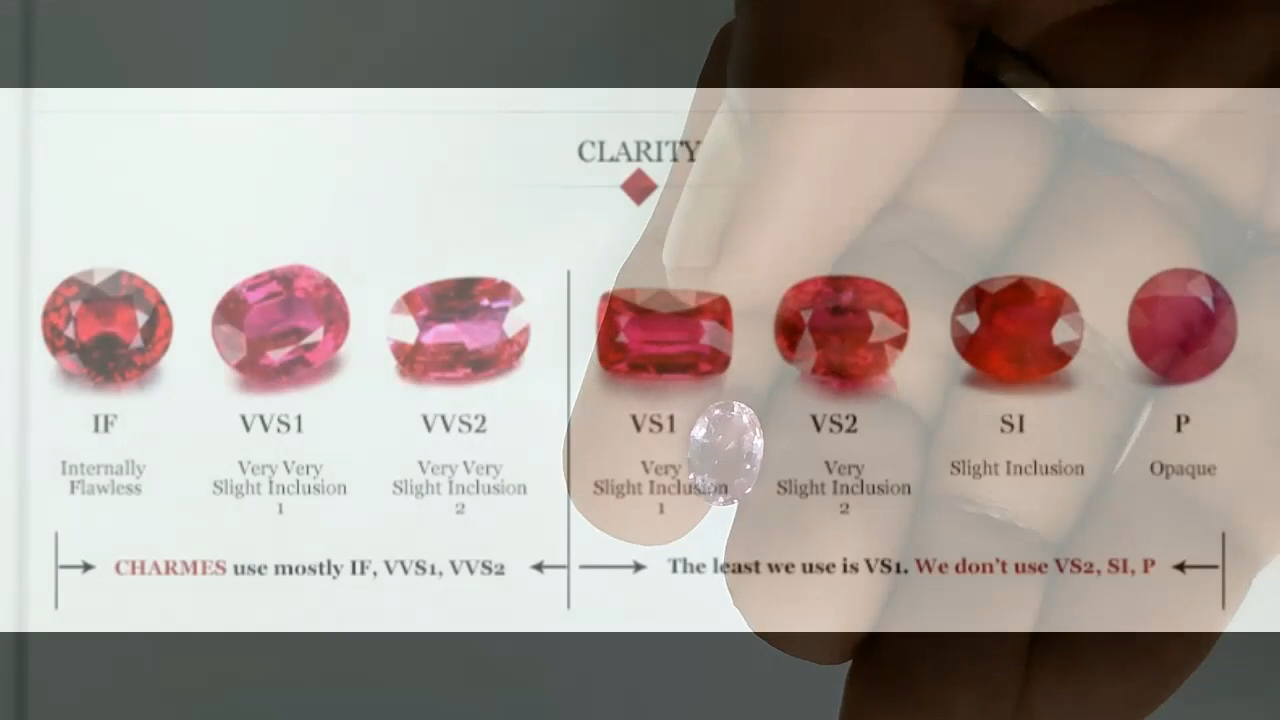 CLARITY
IF
Internally
Flawless
VVS1
Very Very
Slight Inclusion
1
VVS2
Very Very
Slight Inclusion
2
VS1
Very
Slight Inclusion
1
VS2
Very
Slight Inclusion
2
SI
Slight Inclusion
P
Opaque
CHARMES use mostly IF, VVS1, VVS2
The least we use is VS1. We don't use VS2, SI, P